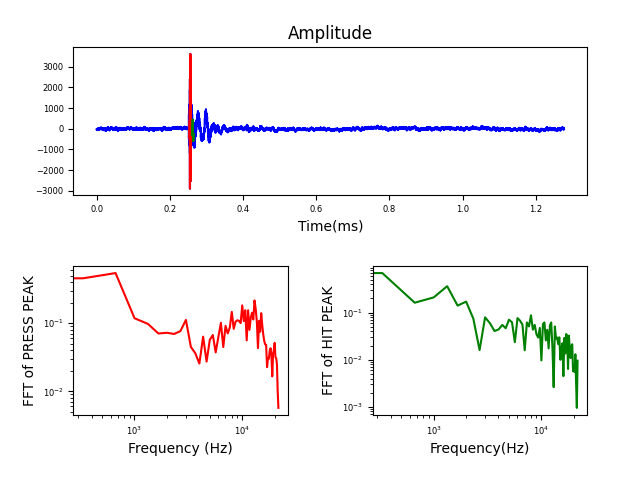 Amplitude
3000
2000
1000
0
−1000
−2000
−3000
0.0 0.2 0.4 0.6 0.8 1.0 1.2
Time(ms)
FFT of PRESS PEAK
10⁻¹
10⁻²
10³ 10⁴
Frequency (Hz)
FFT of HIT PEAK
10⁻¹
10⁻²
10⁻³
10³ 10⁴
Frequency(Hz)